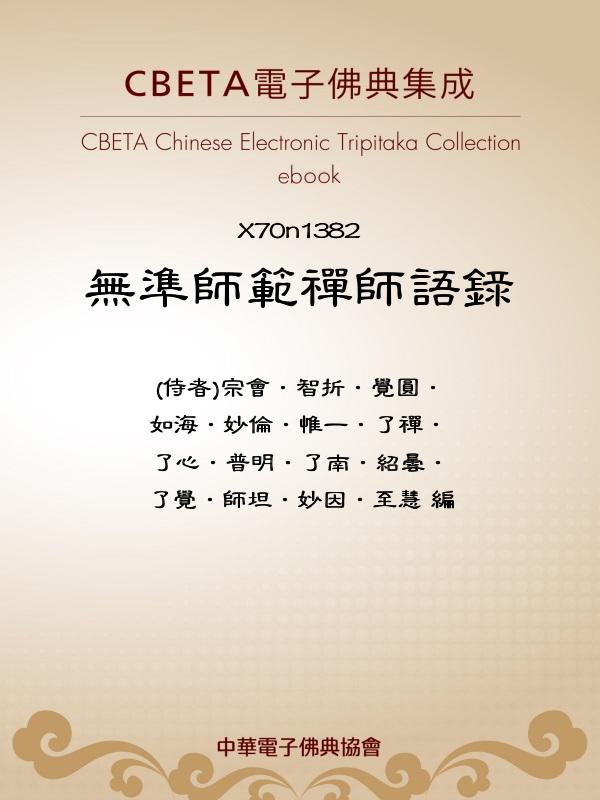 CBETA電子佛典集成
CBETA Chinese Electronic Tripitaka Collection
ebook
X70n1382
無準師範禪師語錄
(侍者)宗會．智折．覺圓．
如海．妙倫．惟一．了禪．
了心．普明．了南．紹曇．
了覺．師坦．妙因．至慧 編
中華電子佛典協會